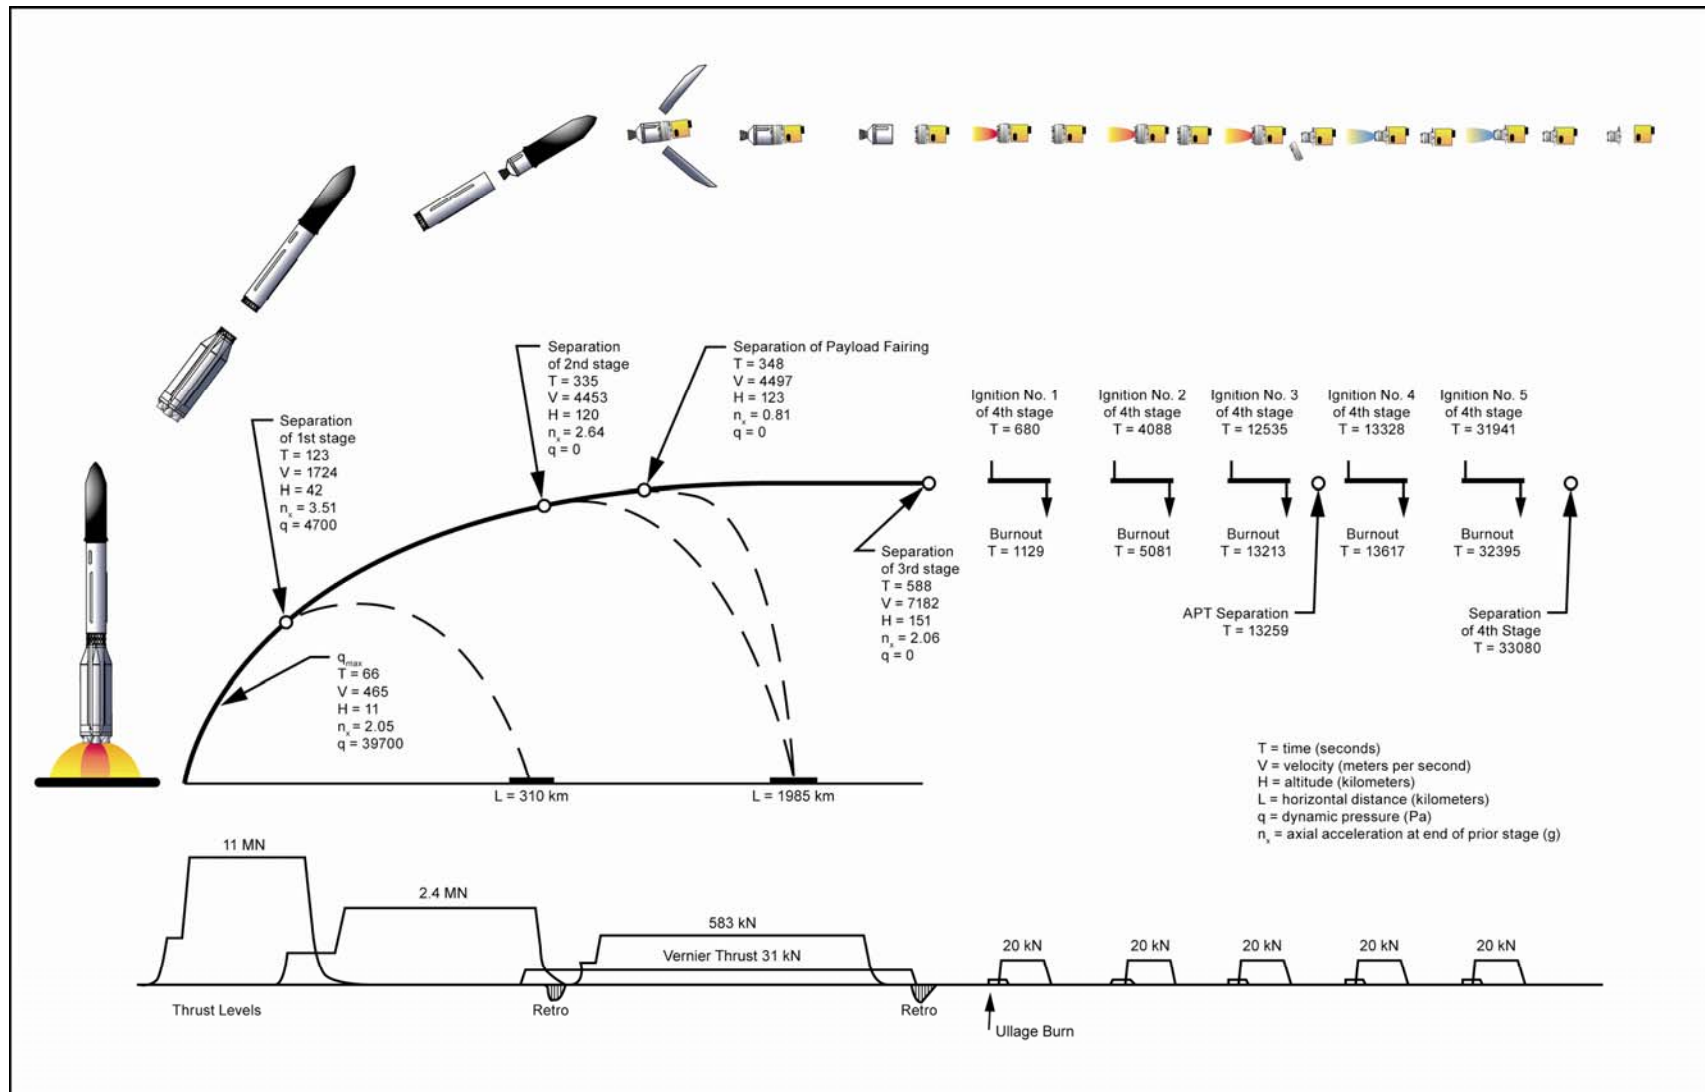 Separation
of 1st stage
T = 123
V = 1724
H = 42
nₓ = 3.51
q = 4700
qmax
T = 66
V = 465
H = 11
nₓ = 2.05
q = 39700
Separation
of 2nd stage
T = 335
V = 4453
H = 120
nₓ = 2.64
q = 0
Separation of Payload Fairing
T = 348
V = 4497
H = 123
nₓ = 0.81
q = 0
Separation
of 3rd stage
T = 588
V = 7182
H = 151
nₓ = 2.06
q = 0
Ignition No. 1
of 4th stage
T = 680
Ignition No. 2
of 4th stage
T = 4088
Ignition No. 3
of 4th stage
T = 12535
Ignition No. 4
of 4th stage
T = 13328
Ignition No. 5
of 4th stage
T = 31941
Burnout
T = 1129
Burnout
T = 5081
Burnout
T = 13213
Burnout
T = 13617
Burnout
T = 32395
APT Separation
T = 13259
Separation
of 4th Stage
T = 33080
L = 310 km
L = 1985 km
T = time (seconds)
V = velocity (meters per second)
H = altitude (kilometers)
L = horizontal distance (kilometers)
q = dynamic pressure (Pa)
nₓ = axial acceleration at end of prior stage (g)
11 MN
2.4 MN
583 kN
Vernier Thrust 31 kN
20 kN
20 kN
20 kN
20 kN
20 kN
Thrust Levels
Retro
Retro
Ullage Burn